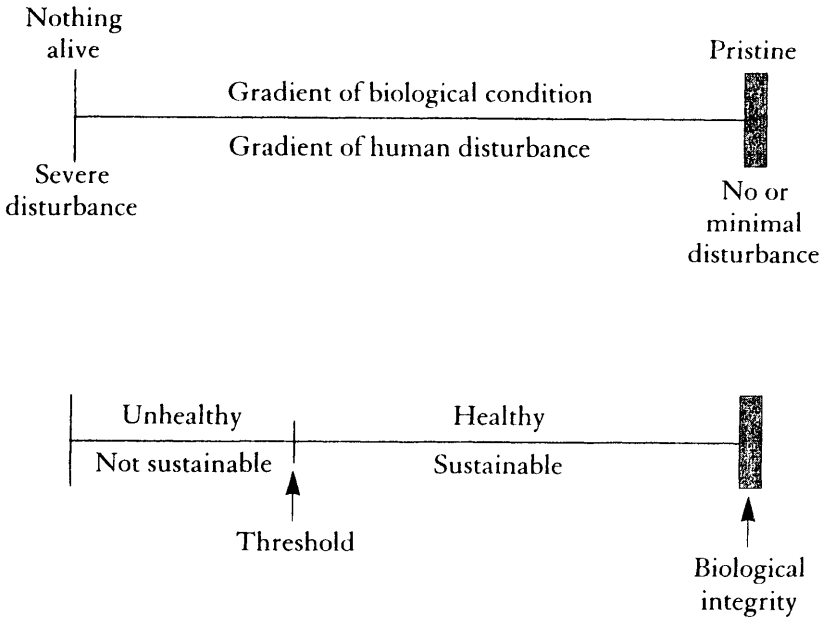 Nothing
alive
Pristine
Gradient of biological condition
Gradient of human disturbance
Severe
disturbance
No or
minimal
disturbance
Unhealthy
Healthy
Not sustainable
Sustainable
Threshold
Biological
integrity